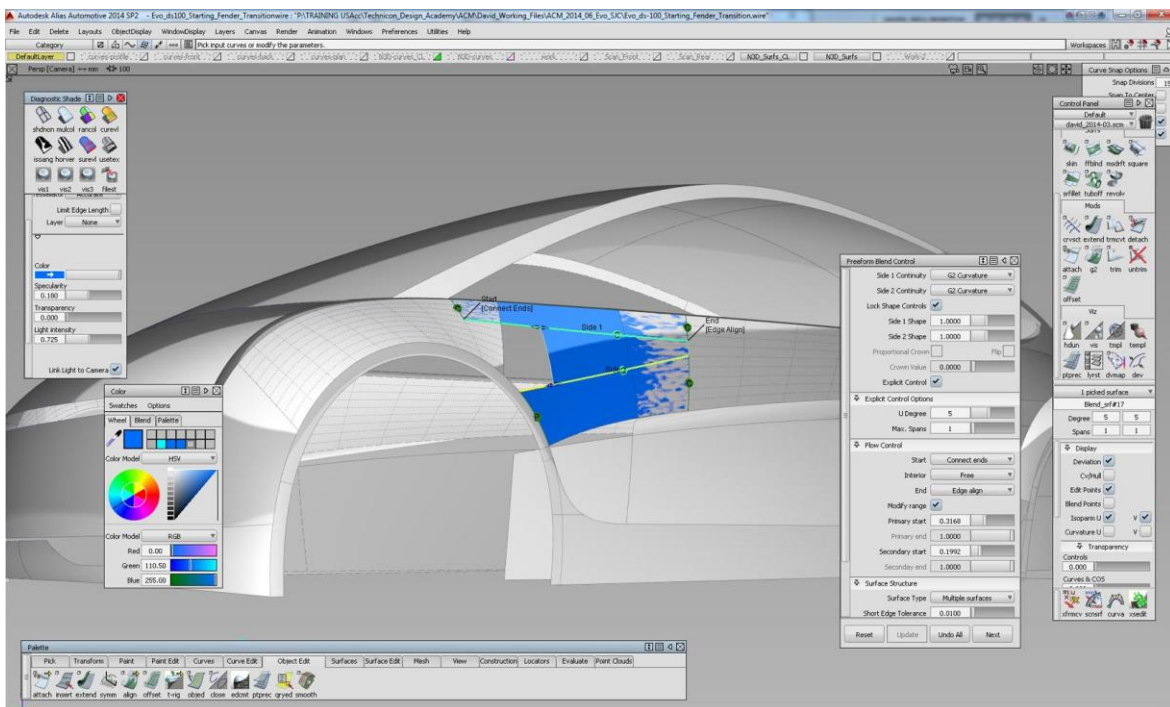 Autodesk Alias Automotive 2014 SP2 - Evo_ds100_Starting_Fender_Transitionwire : "P:\TRAINING USAcc\Technicon_Design_Academy\ACM\David_Working_Files\ACM_2014_06_Evo_SJC\Evo_ds-100_Starting_Fender_Transition.wire"
File Edit Delete Layouts ObjectDisplay WindowDisplay Layers Canvas Render Animation Windows Preferences Utilities Help
Category Pick input curves or modify the parameters. Workspaces
DefaultLayer N3D_Surfs_CL N3D_Surfs
Persp [Camera] mm 100
Curve Snap Options
Snap Divisions 15
Snap To Center
Diagnostic Shade
shdnon mulcol rancol curevl
isoang horver surevl usetex
vis1 vis2 vis3 filest
Limit Edge Length
Layer None
Color
Specularity
0.180
Transparency
0.000
Light intensity
0.725
Link Light to Camera
Color
Swatches Options
Wheel Blend Palette
Color Model HSV
Color Model RGB
Red 0.00
Green 110.50
Blue 255.00
Start
[Connect Ends]
Side 1
End
[Edge Align]
Freeform Blend Control
Side 1 Continuity G2 Curvature
Side 2 Continuity G2 Curvature
Lock Shape Controls
Side 1 Shape 1.0000
Side 2 Shape 1.0000
Proportional Crown Flip
Crown Value 0.0000
Explicit Control
Explicit Control Options
U Degree 5
Max. Spans 1
Flow Control
Start Connect ends
Interior Free
End Edge align
Modify range
Primary start 0.3168
Primary end 1.0000
Secondary start 0.1992
Seconday end 1.0000
Surface Structure
Surface Type Multiple surfaces
Short Edge Tolerance 0.0100
Reset Update Undo All Next
Control Panel
Default
david_2014-03.scm
skin ffblnd msdrft square
srfillet tuboff revolv
Mods
crvsct extend trmcvt detach
attach g2 trim untrim
offset
Viz
hdun vis tmpl templ
ptprec lyrst dvmap dev
1 picked surface
Blend_srf#17
Degree 5 5
Spans 1 1
Display
Deviation
Cv/Hull
Edit Points
Blend Points
Isoparm U V
Curvature U V
Transparency
Controls
0.000
Curves & COS
xfrmcv scnsrf curva xsedit
Palette
Pick Transform Paint Paint Edit Curves Curve Edit Object Edit Surfaces Surface Edit Mesh View Construction Locators Evaluate Point Clouds
attach insert extend symm align offset t-rig objed close edcont ptprec qryed smooth